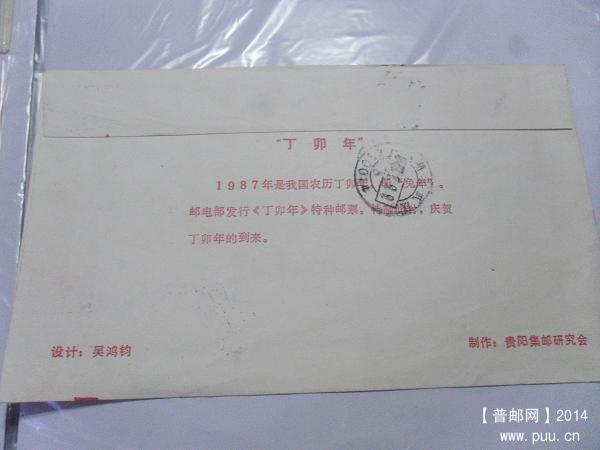 “丁卯年”
1987年是我国农历丁卯年 “兔年”。
邮电部发行《丁卯年》特种邮票。特 ，庆贺
丁卯年的到来。
设计：吴鸿钧
制作：贵阳集邮研究会
【普邮网】2014
www.puu.cn